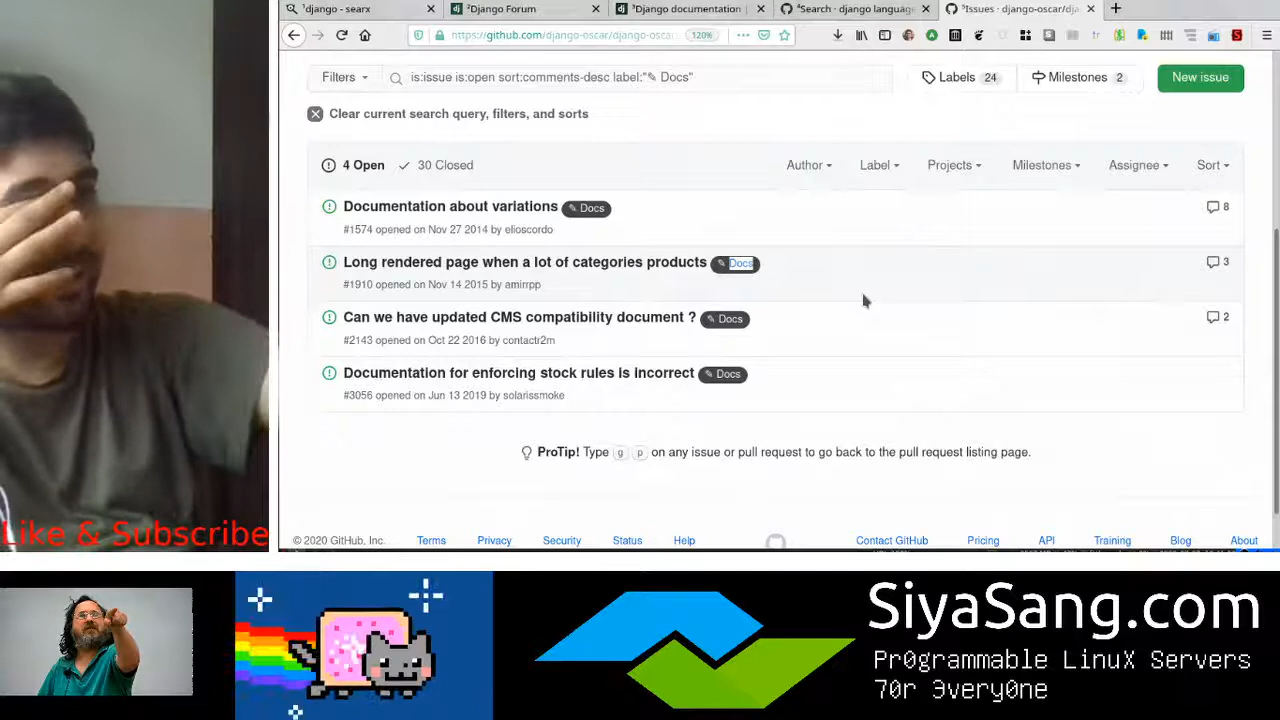 ¹django - searx
²Django Forum
³Django documentation
⁴Search · django language
⁵Issues · django-oscar/djan
https://github.com/django-oscar/django-osca
120%
Filters
is:issue is:open sort:comments-desc label:"✎ Docs"
Labels 24
Milestones 2
New issue
Clear current search query, filters, and sorts
4 Open
30 Closed
Author
Label
Projects
Milestones
Assignee
Sort
Documentation about variations ✎ Docs
8
#1574 opened on Nov 27 2014 by elioscordo
Long rendered page when a lot of categories products ✎ Docs
3
#1910 opened on Nov 14 2015 by amirrpp
Can we have updated CMS compatibility document ? ✎ Docs
2
#2143 opened on Oct 22 2016 by contactr2m
Documentation for enforcing stock rules is incorrect ✎ Docs
#3056 opened on Jun 13 2019 by solarissmoke
ProTip! Type g p on any issue or pull request to go back to the pull request listing page.
© 2020 GitHub, Inc.
Terms
Privacy
Security
Status
Help
Contact GitHub
Pricing
API
Training
Blog
About
Like & Subscribe
SiyaSang.com
Pr0grammable LinuX Servers
70r 3very0ne